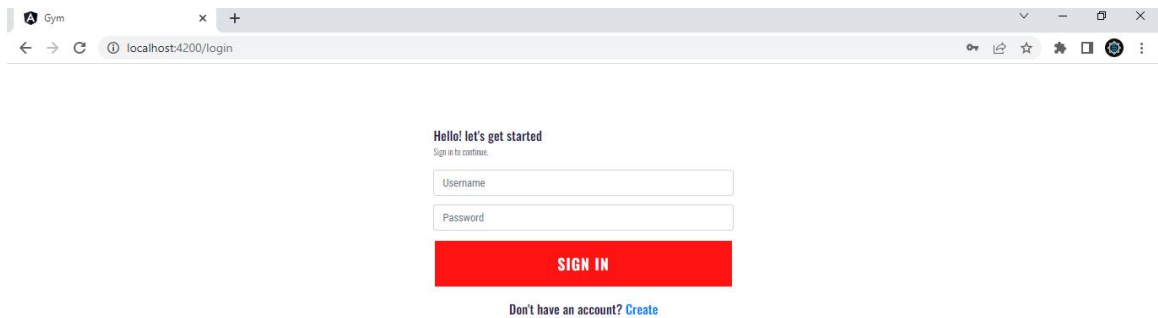 Gym
localhost:4200/login
Hello! let's get started
Sign in to continue.
Username
Password
SIGN IN
Don't have an account? Create